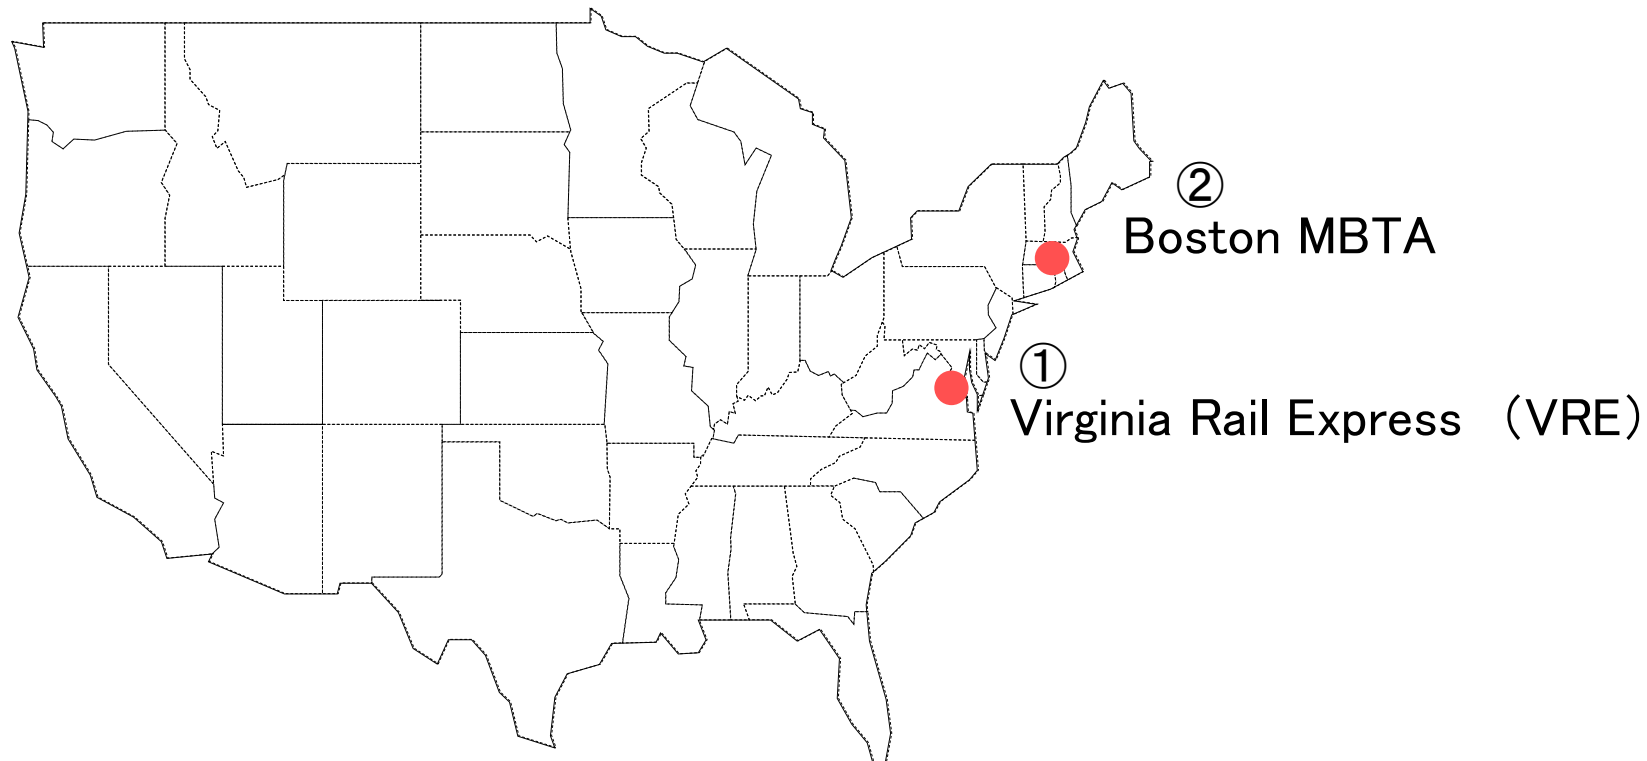 ②
Boston MBTA
①
Virginia Rail Express （VRE）